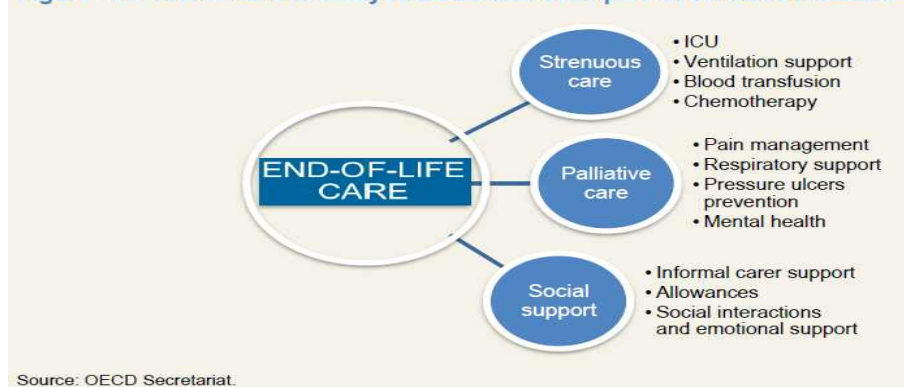 Strenuous
care
• ICU
• Ventilation support
• Blood transfusion
• Chemotherapy
END-OF-LIFE
CARE
Palliative
care
• Pain management
• Respiratory support
• Pressure ulcers
prevention
• Mental health
Social
support
• Informal carer support
• Allowances
• Social interactions
and emotional support
Source: OECD Secretariat.